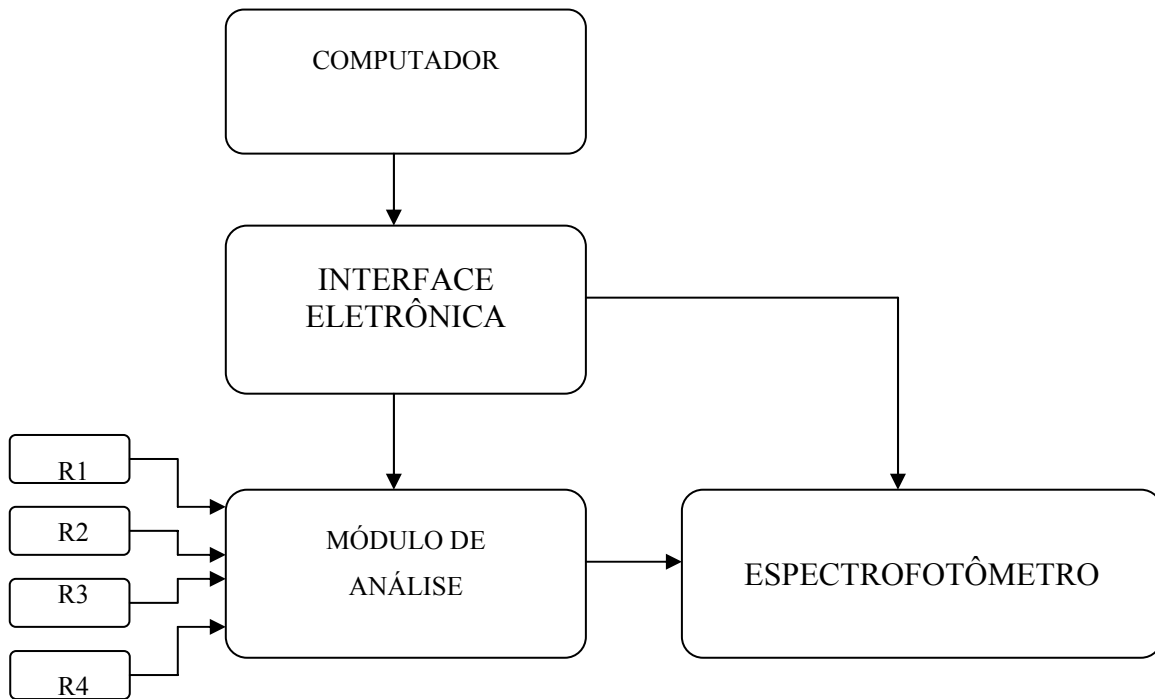 COMPUTADOR
INTERFACE
ELETRÔNICA
R1
R2
R3
R4
MÓDULO DE
ANÁLISE
ESPECTROFOTÔMETRO